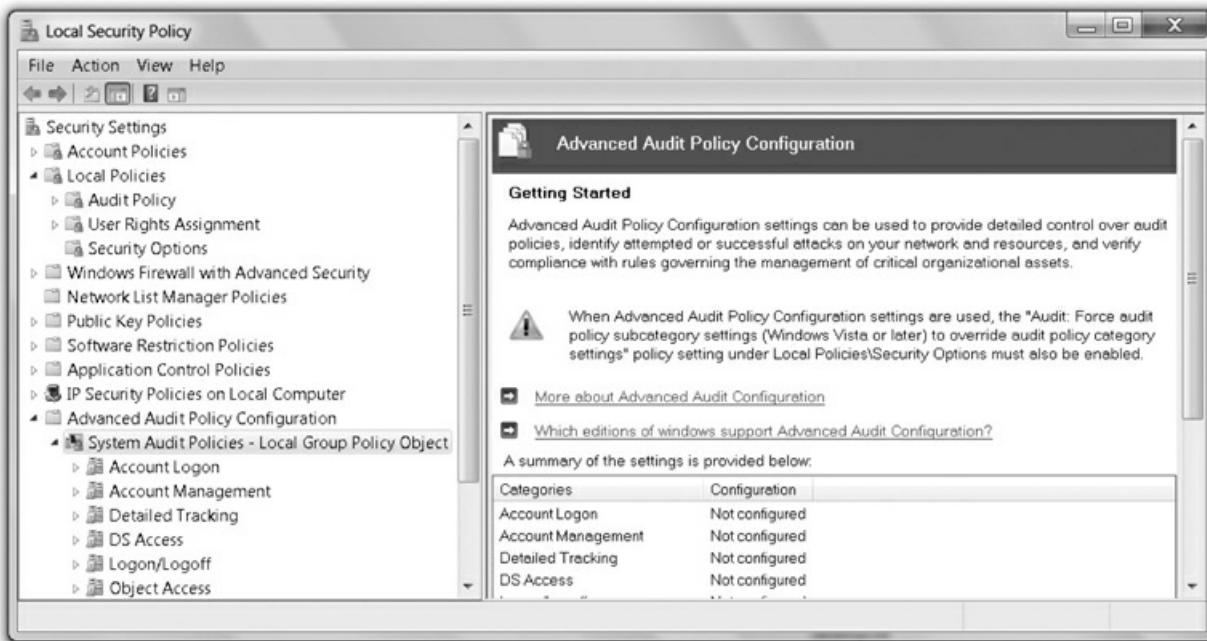 Local Security Policy
File Action View Help
Security Settings
Account Policies
Local Policies
Audit Policy
User Rights Assignment
Security Options
Windows Firewall with Advanced Security
Network List Manager Policies
Public Key Policies
Software Restriction Policies
Application Control Policies
IP Security Policies on Local Computer
Advanced Audit Policy Configuration
System Audit Policies - Local Group Policy Object
Account Logon
Account Management
Detailed Tracking
DS Access
Logon/Logoff
Object Access
Advanced Audit Policy Configuration
Getting Started
Advanced Audit Policy Configuration settings can be used to provide detailed control over audit
policies, identify attempted or successful attacks on your network and resources, and verify
compliance with rules governing the management of critical organizational assets.
When Advanced Audit Policy Configuration settings are used, the "Audit: Force audit
policy subcategory settings (Windows Vista or later) to override audit policy category
settings" policy setting under Local Policies\Security Options must also be enabled.
More about Advanced Audit Configuration
Which editions of windows support Advanced Audit Configuration?
A summary of the settings is provided below:
Categories Configuration
Account Logon Not configured
Account Management Not configured
Detailed Tracking Not configured
DS Access Not configured